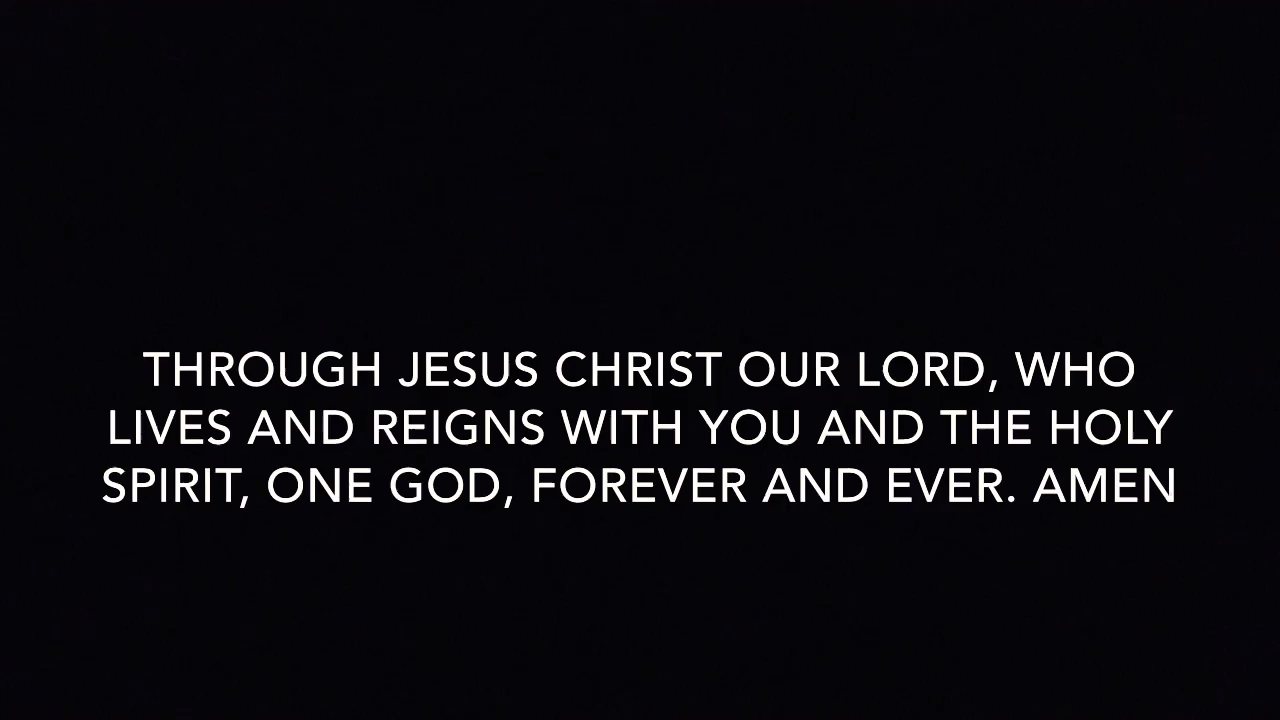 THROUGH JESUS CHRIST OUR LORD, WHO
LIVES AND REIGNS WITH YOU AND THE HOLY
SPIRIT, ONE GOD, FOREVER AND EVER. AMEN